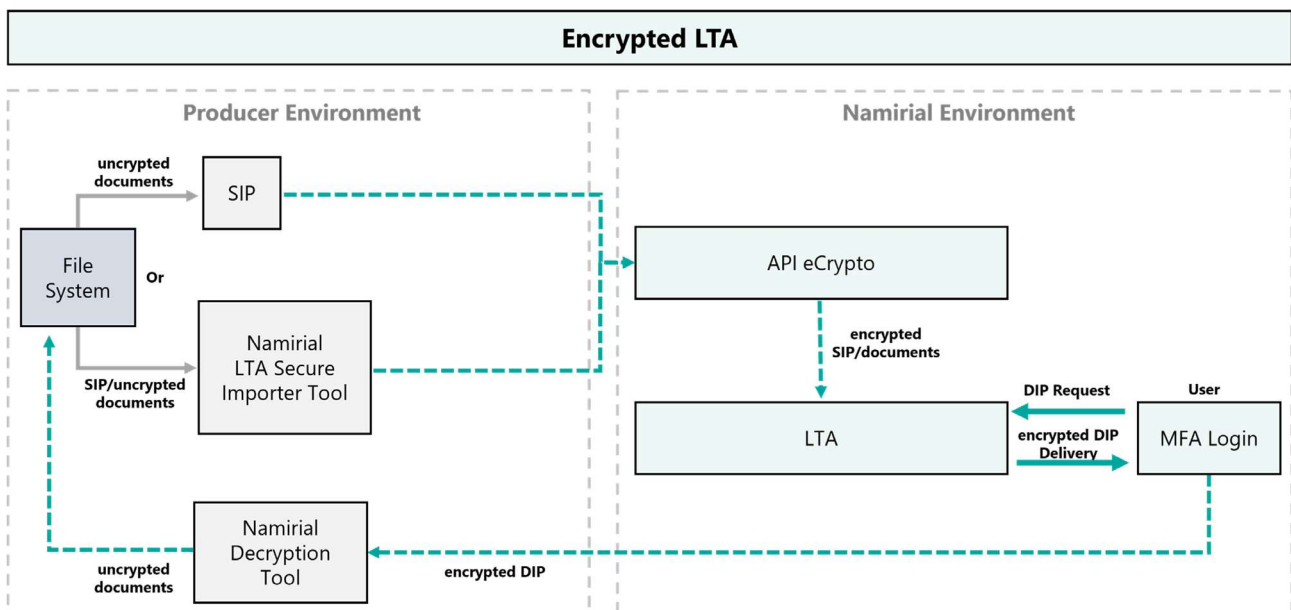 Encrypted LTA
Producer Environment
Namirial Environment
uncrypted
documents
SIP
File
System
Or
API eCrypto
Namirial
LTA Secure
Importer Tool
encrypted
SIP/documents
SIP/uncrypted
documents
DIP Request
User
LTA
encrypted DIP
Delivery
MFA Login
Namirial
Decryption
Tool
uncrypted
documents
encrypted DIP